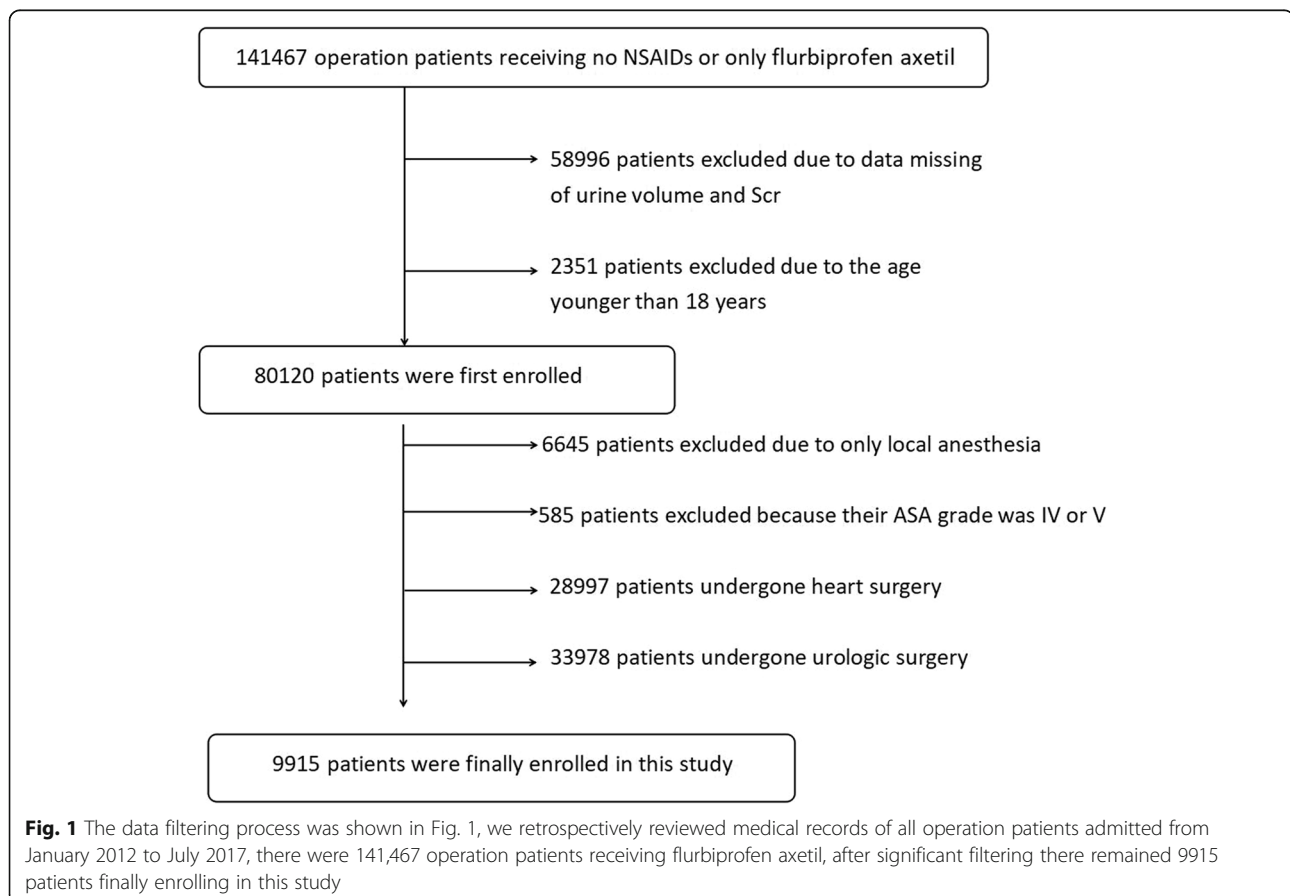 141467 operation patients receiving no NSAIDs or only flurbiprofen axetil
58996 patients excluded due to data missing
of urine volume and Scr
2351 patients excluded due to the age
younger than 18 years
80120 patients were first enrolled
6645 patients excluded due to only local anesthesia
585 patients excluded because their ASA grade was IV or V
28997 patients undergone heart surgery
33978 patients undergone urologic surgery
9915 patients were finally enrolled in this study
Fig. 1 The data filtering process was shown in Fig. 1, we retrospectively reviewed medical records of all operation patients admitted from
January 2012 to July 2017, there were 141,467 operation patients receiving flurbiprofen axetil, after significant filtering there remained 9915
patients finally enrolling in this study